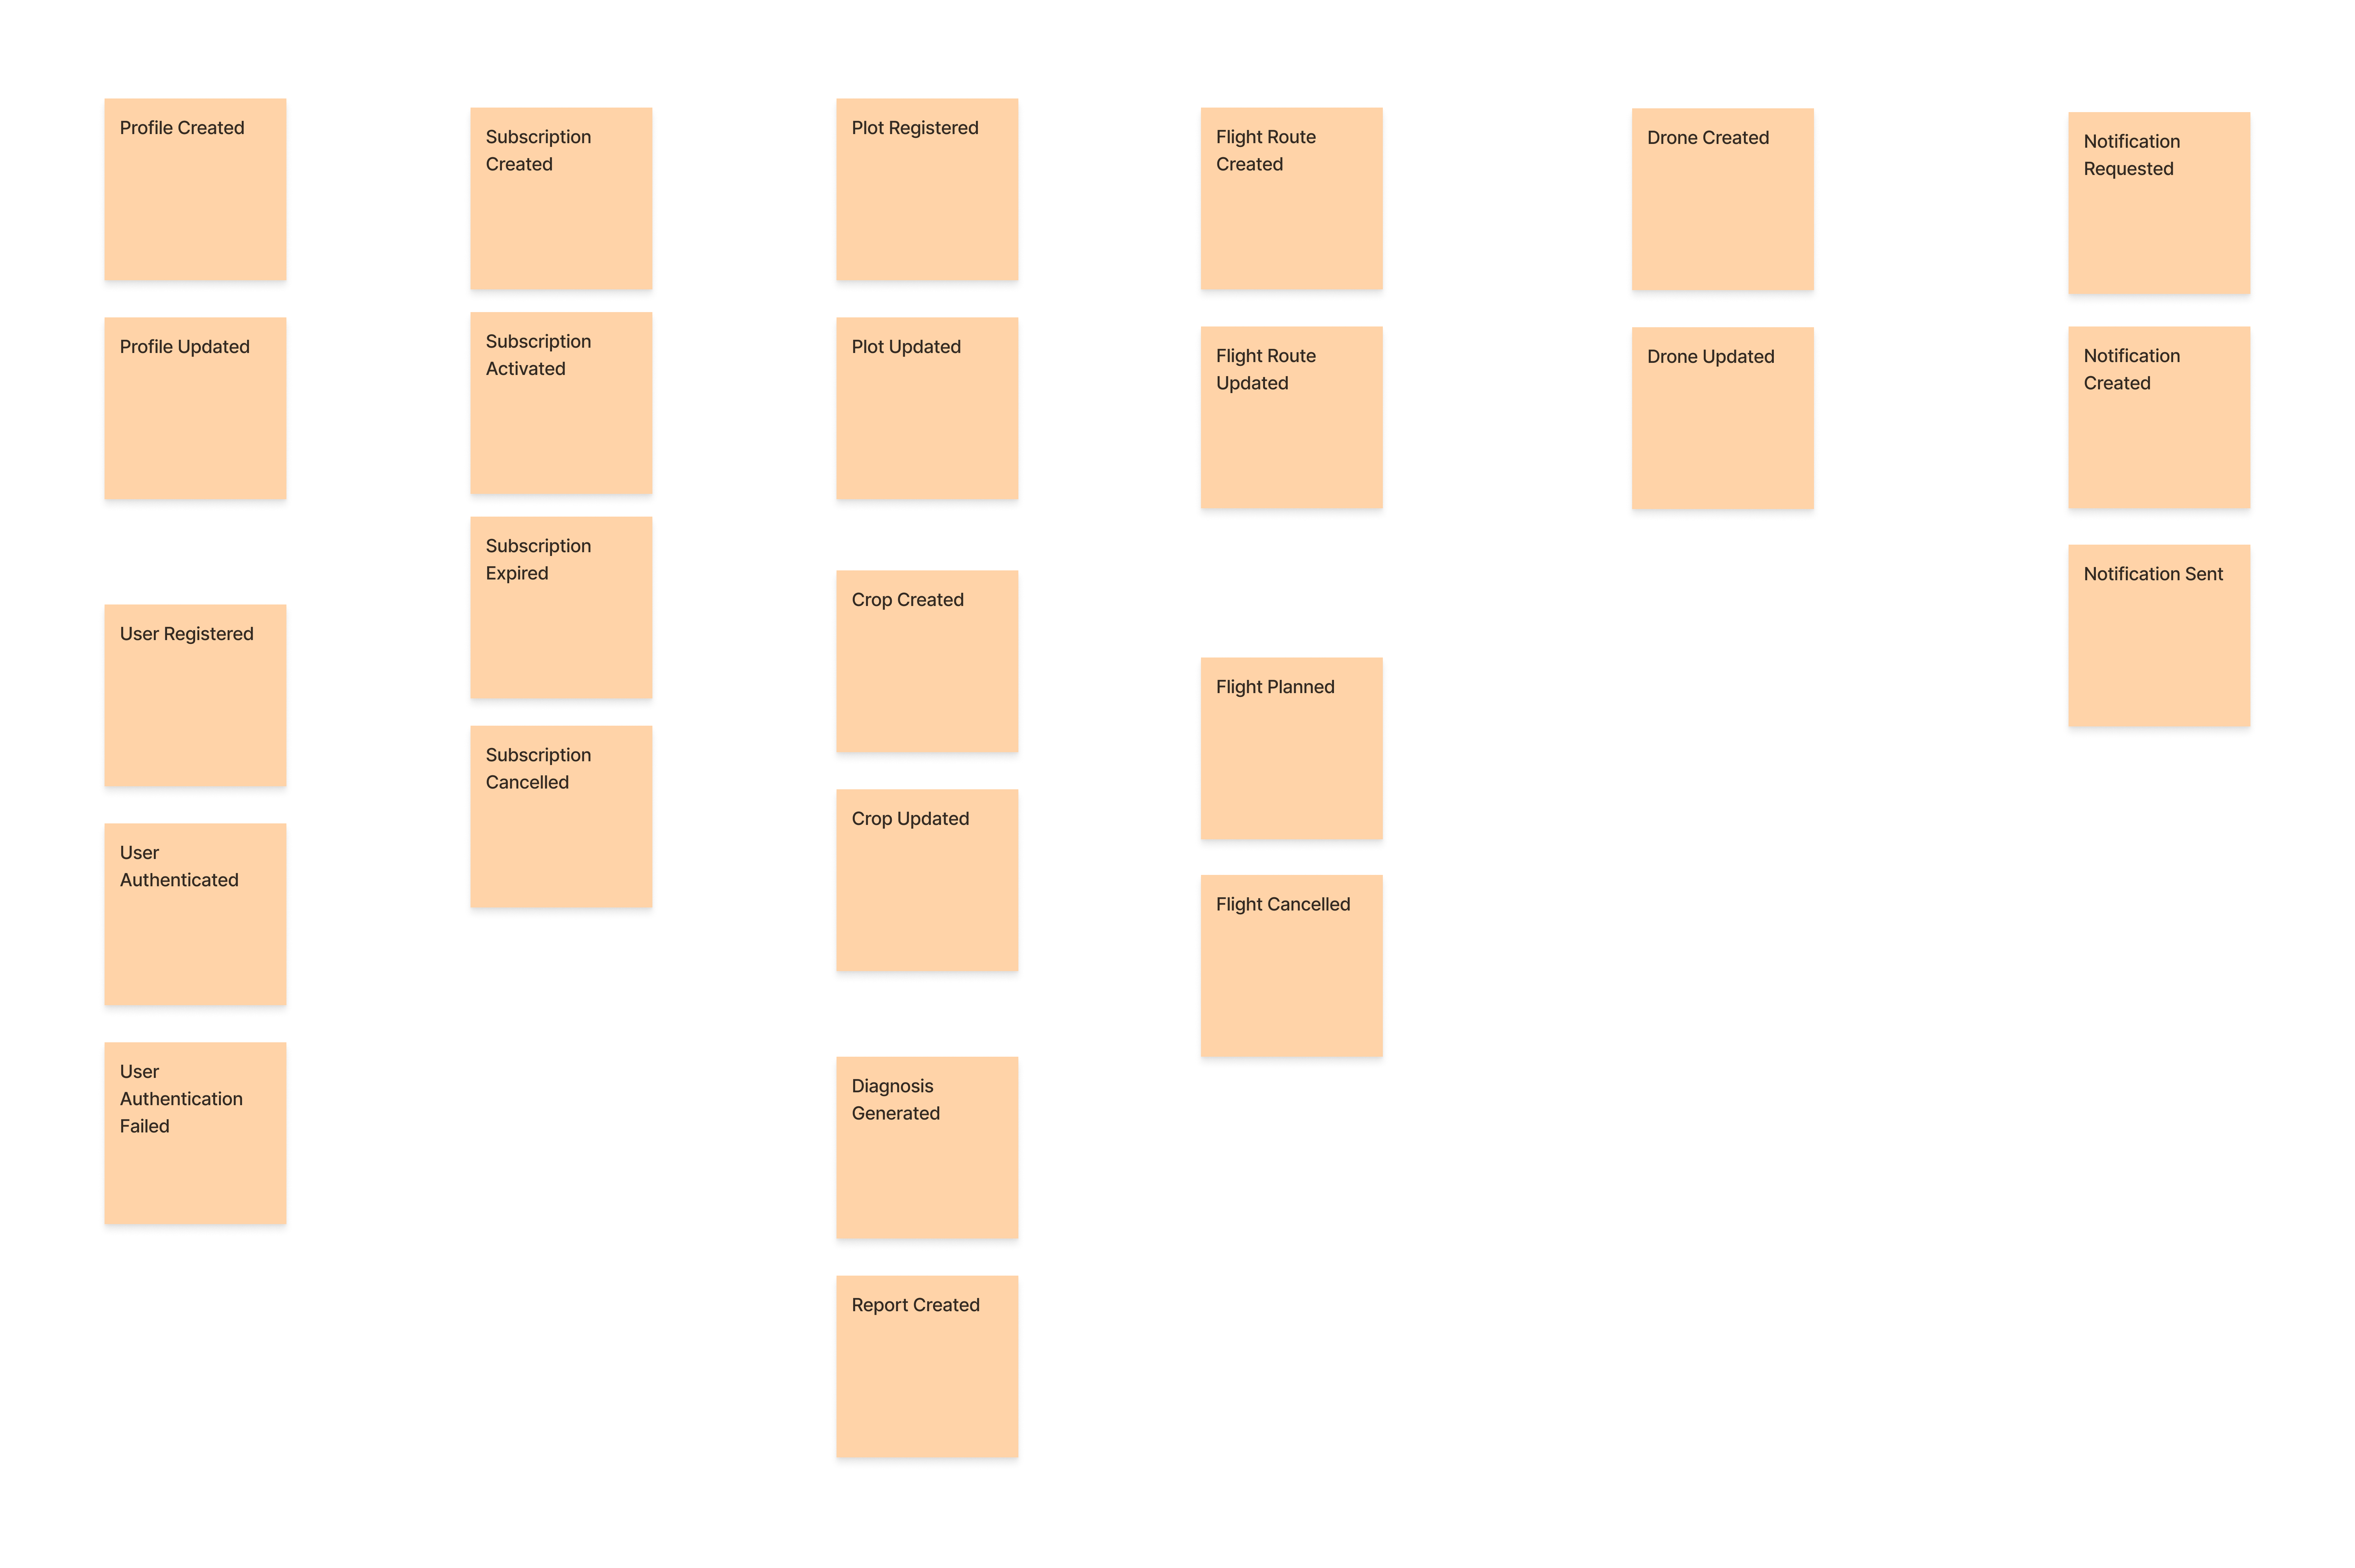 Profile Created
Profile Updated
User Registered
User
Authenticated
User
Authentication
Failed
Subscription
Created
Subscription
Activated
Subscription
Expired
Subscription
Cancelled
Plot Registered
Plot Updated
Crop Created
Crop Updated
Diagnosis
Generated
Report Created
Flight Route
Created
Flight Route
Updated
Flight Planned
Flight Cancelled
Drone Created
Drone Updated
Notification
Requested
Notification
Created
Notification Sent